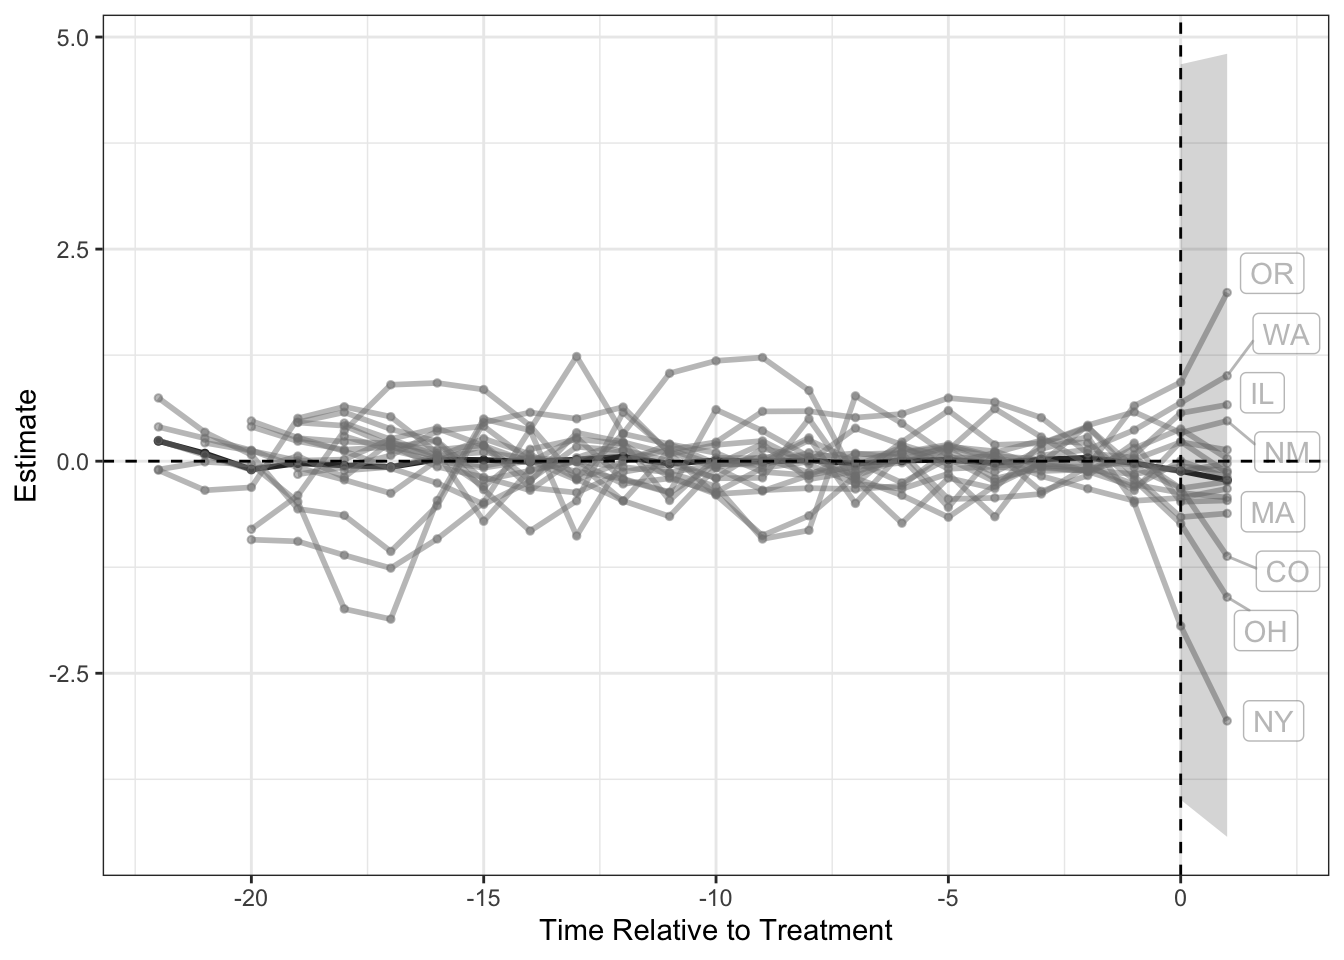 5.0
2.5
0.0
-2.5
Estimate
OR
WA
IL
NM
MA
CO
OH
NY
-20
-15
-10
-5
0
Time Relative to Treatment